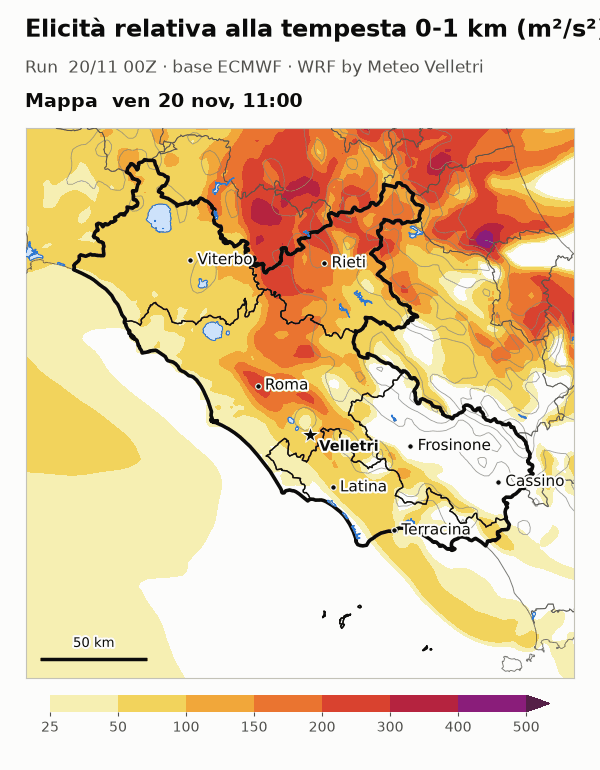 Elicità relativa alla tempesta 0-1 km (m²/s²)
Run 20/11 00Z · base ECMWF · WRF by Meteo Velletri
Mappa ven 20 nov, 11:00
Viterbo
Rieti
Roma
Velletri
Frosinone
Latina
Cassino
Terracina
50 km
25 50 100 150 200 300 400 500